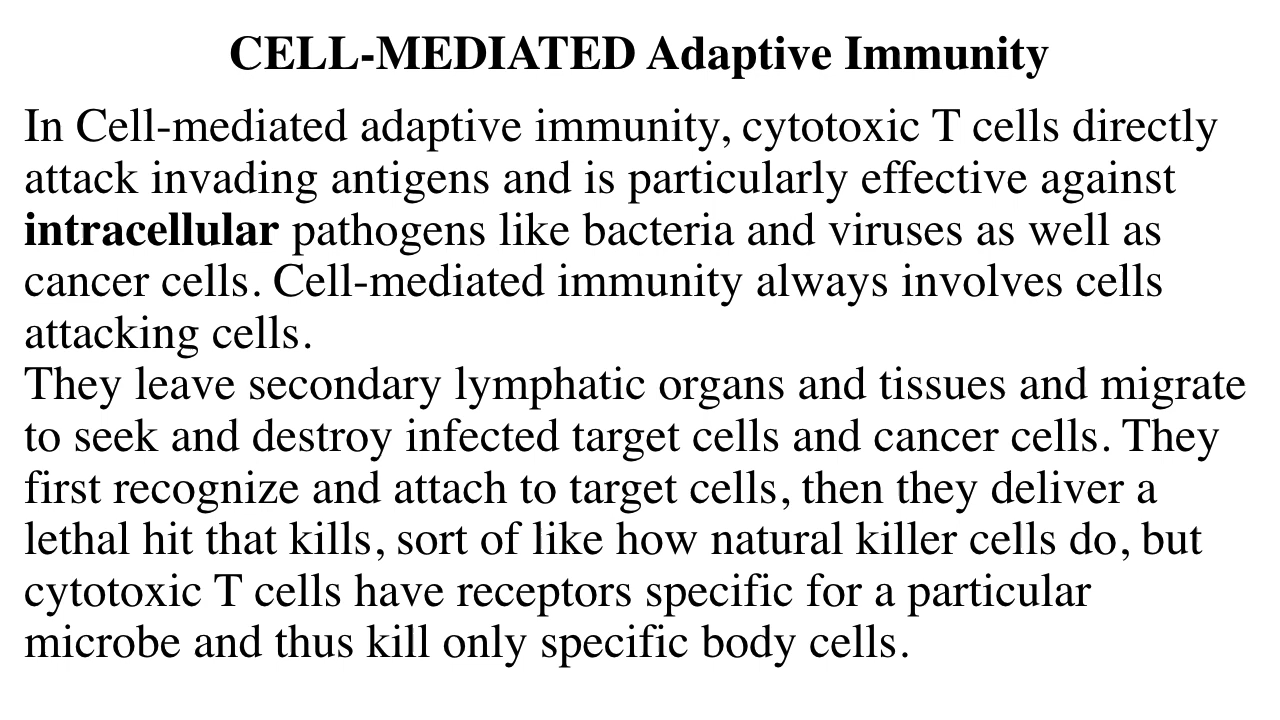 CELL-MEDIATED Adaptive Immunity
In Cell-mediated adaptive immunity, cytotoxic T cells directly
attack invading antigens and is particularly effective against
intracellular pathogens like bacteria and viruses as well as
cancer cells. Cell-mediated immunity always involves cells
attacking cells.
They leave secondary lymphatic organs and tissues and migrate
to seek and destroy infected target cells and cancer cells. They
first recognize and attach to target cells, then they deliver a
lethal hit that kills, sort of like how natural killer cells do, but
cytotoxic T cells have receptors specific for a particular
microbe and thus kill only specific body cells.